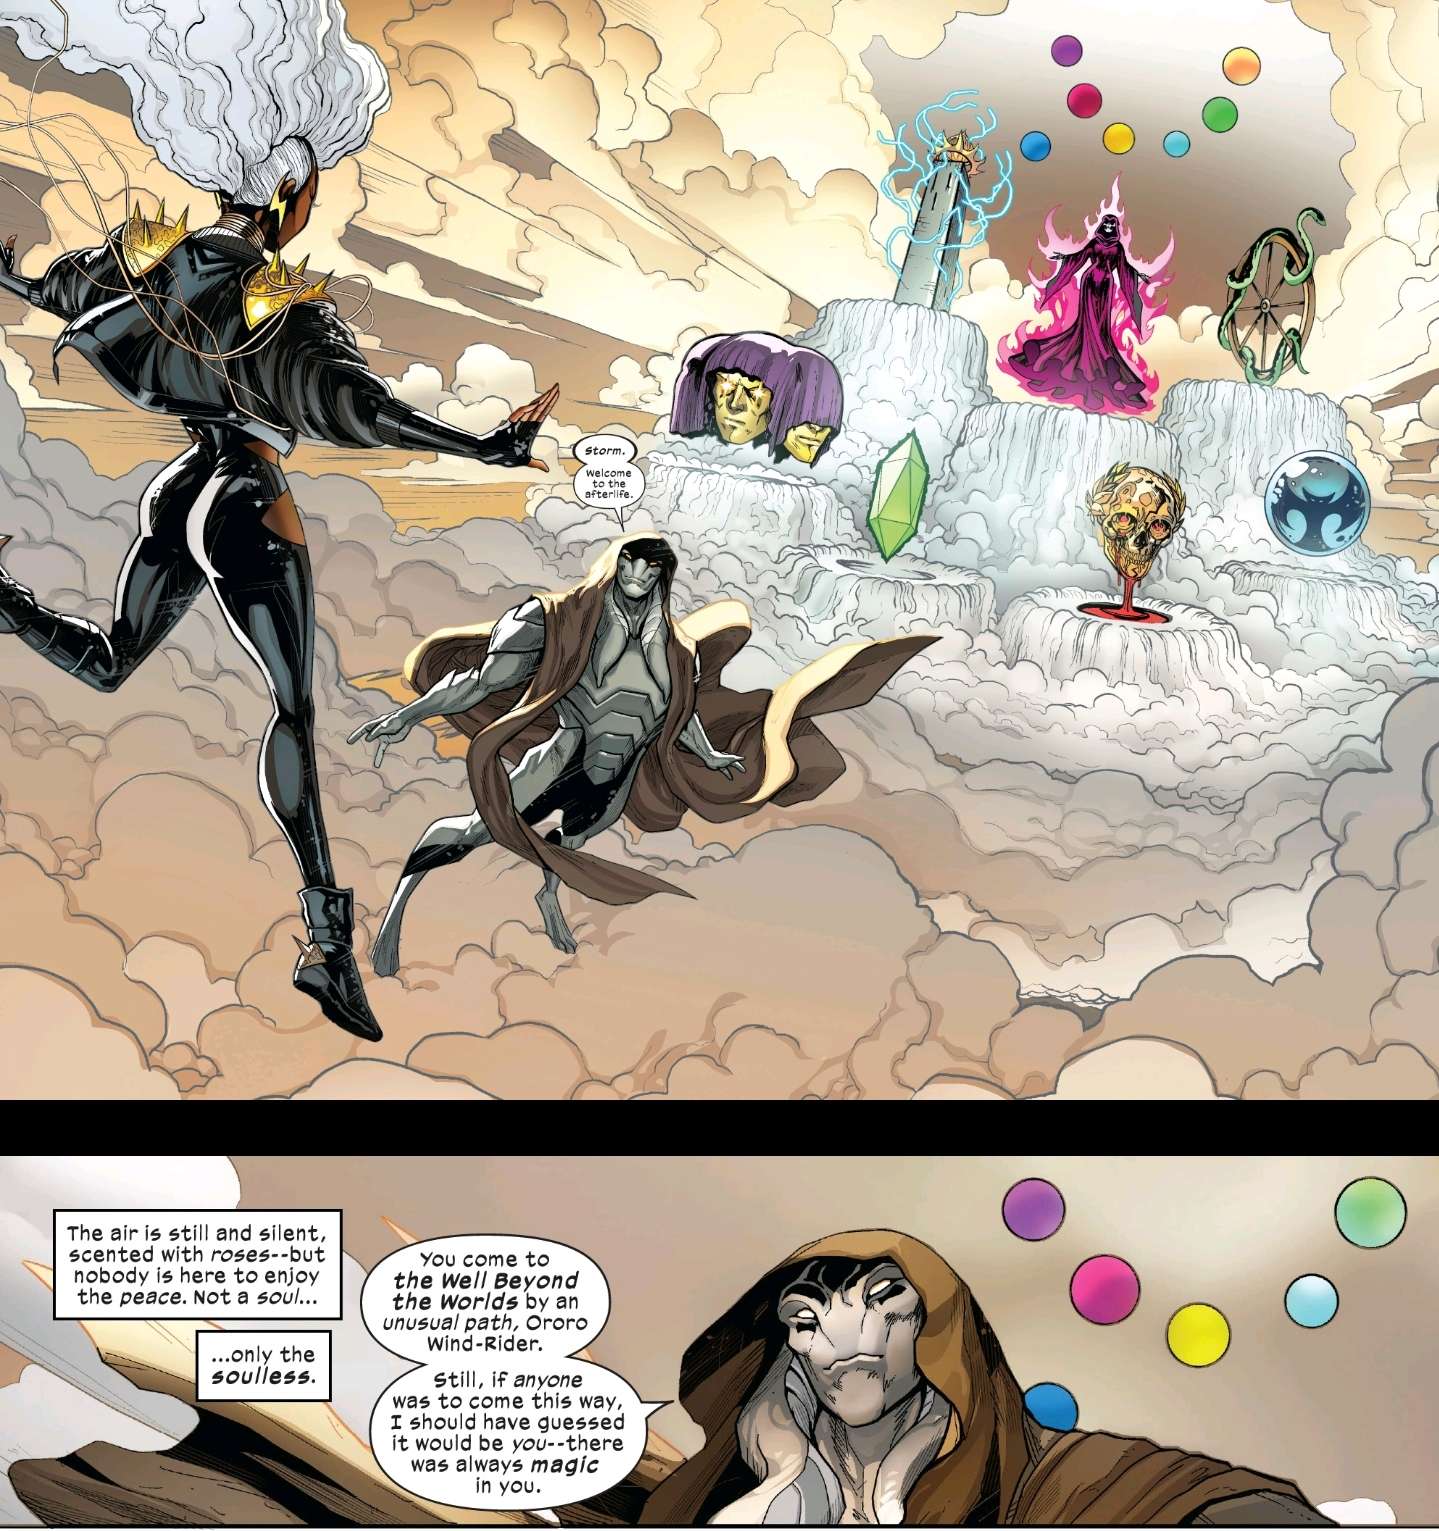 Storm.
Welcome
to the
afterlife.
The air is still and silent,
scented with roses--but
nobody is here to enjoy
the peace. Not a soul...
...only the
soulless.
You come to
the Well Beyond
the Worlds by an
unusual path, Ororo
Wind-Rider.
Still, if anyone
was to come this way,
I should have guessed
it would be you--there
was always magic
in you.